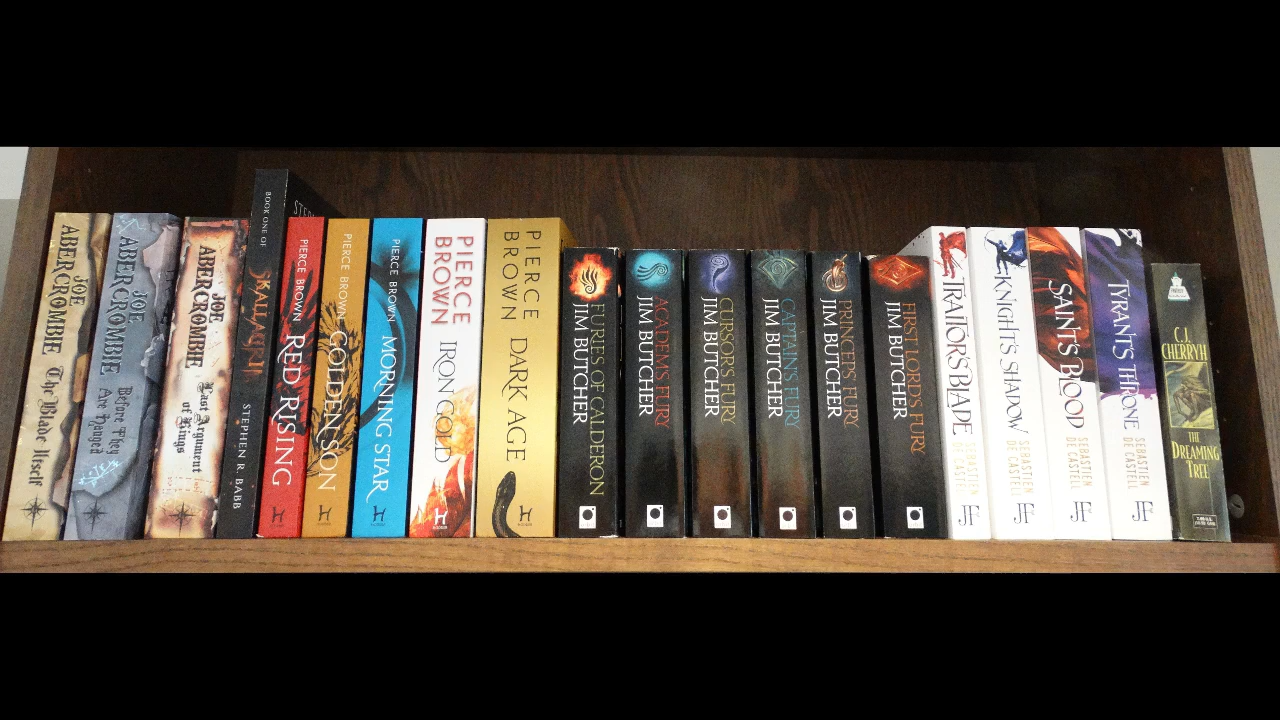 JOE
ABERCROMBIE
The Blade Itself
JOE
ABERCROMBIE
Before They
Are Hanged
JOE
ABERCROMBIE
Last Argument
of Kings
BOOK ONE OF
SKALLAGRIM
STEPHEN R. BABB
PIERCE BROWN RED RISING
PIERCE BROWN GOLDEN SON
PIERCE BROWN MORNING STAR
PIERCE
BROWN
IRON GOLD
PIERCE
BROWN
DARK AGE
FURIES OF CALDERON
JIM BUTCHER
ACADEM'S FURY
JIM BUTCHER
CURSOR'S FURY
JIM BUTCHER
CAPTAIN'S FURY
JIM BUTCHER
PRINCEPS' FURY
JIM BUTCHER
FIRST LORD'S FURY
JIM BUTCHER
TRAITOR'S BLADE
SEBASTIEN
DE CASTELL
JF
KNIGHT'S SHADOW
SEBASTIEN
DE CASTELL
JF
SAINT'S BLOOD
SEBASTIEN
DE CASTELL
JF
TYRANT'S THRONE
SEBASTIEN
DE CASTELL
JF
C.J.
CHERRYH
THE
DREAMING
TREE